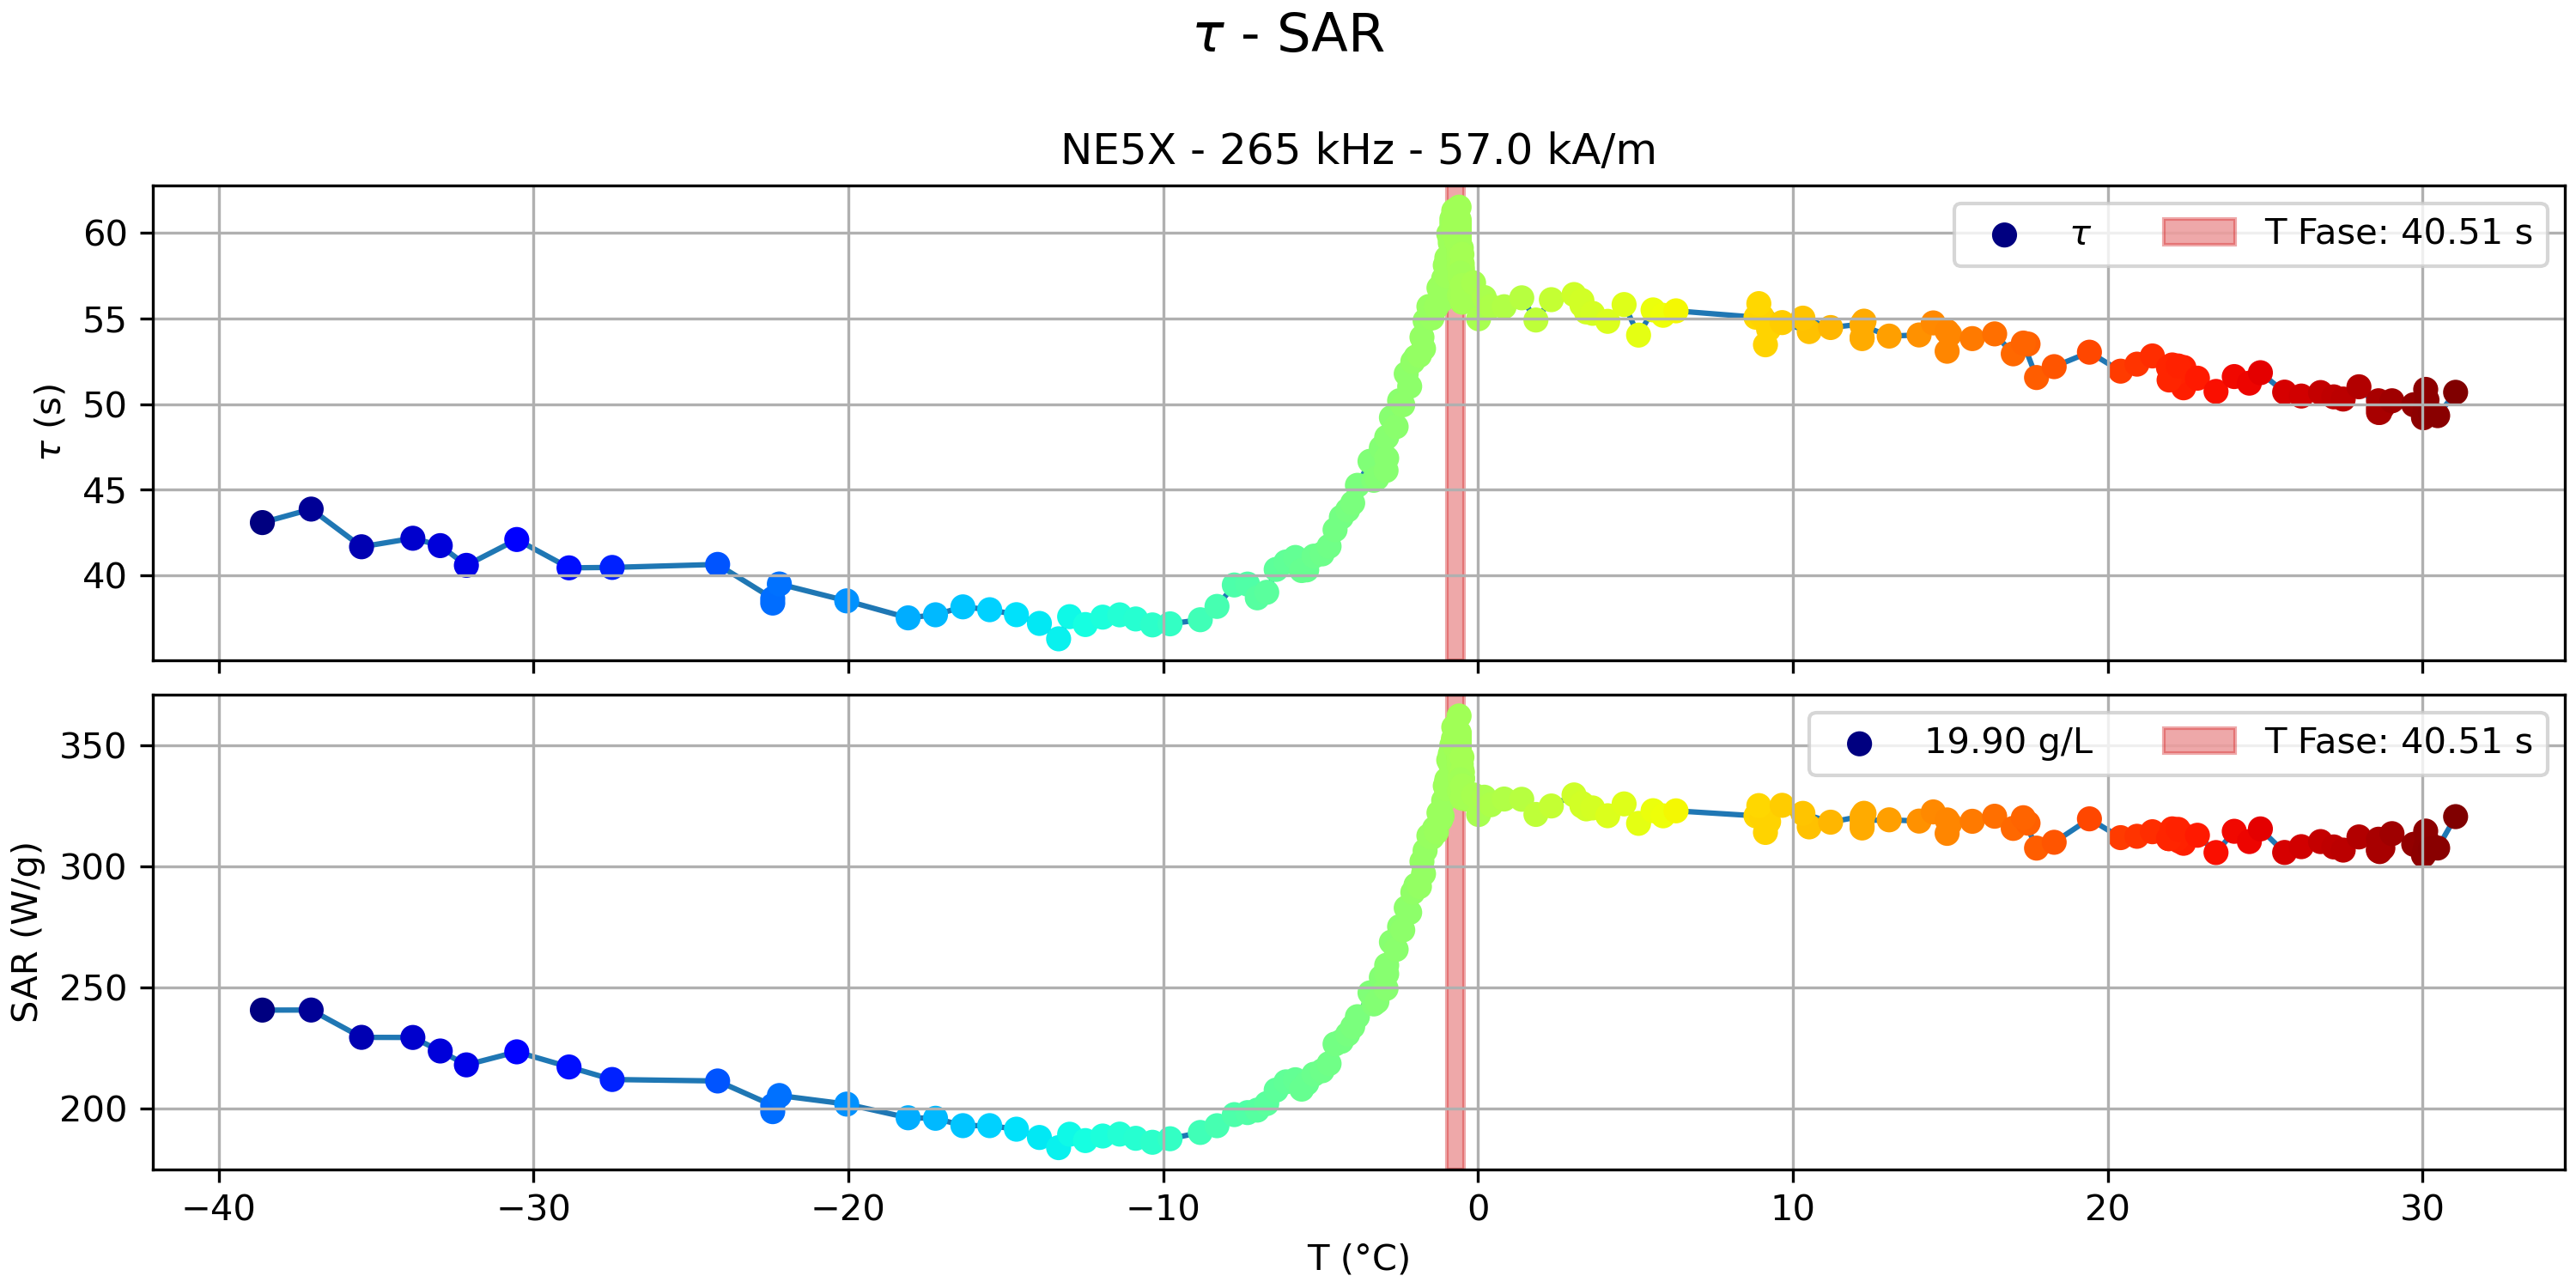 τ - SAR
NE5X - 265 kHz - 57.0 kA/m
τ (s)
60
55
50
45
40
τ
T Fase: 40.51 s
SAR (W/g)
350
300
250
200
19.90 g/L
T Fase: 40.51 s
−40 −30 −20 −10 0 10 20 30
T (°C)